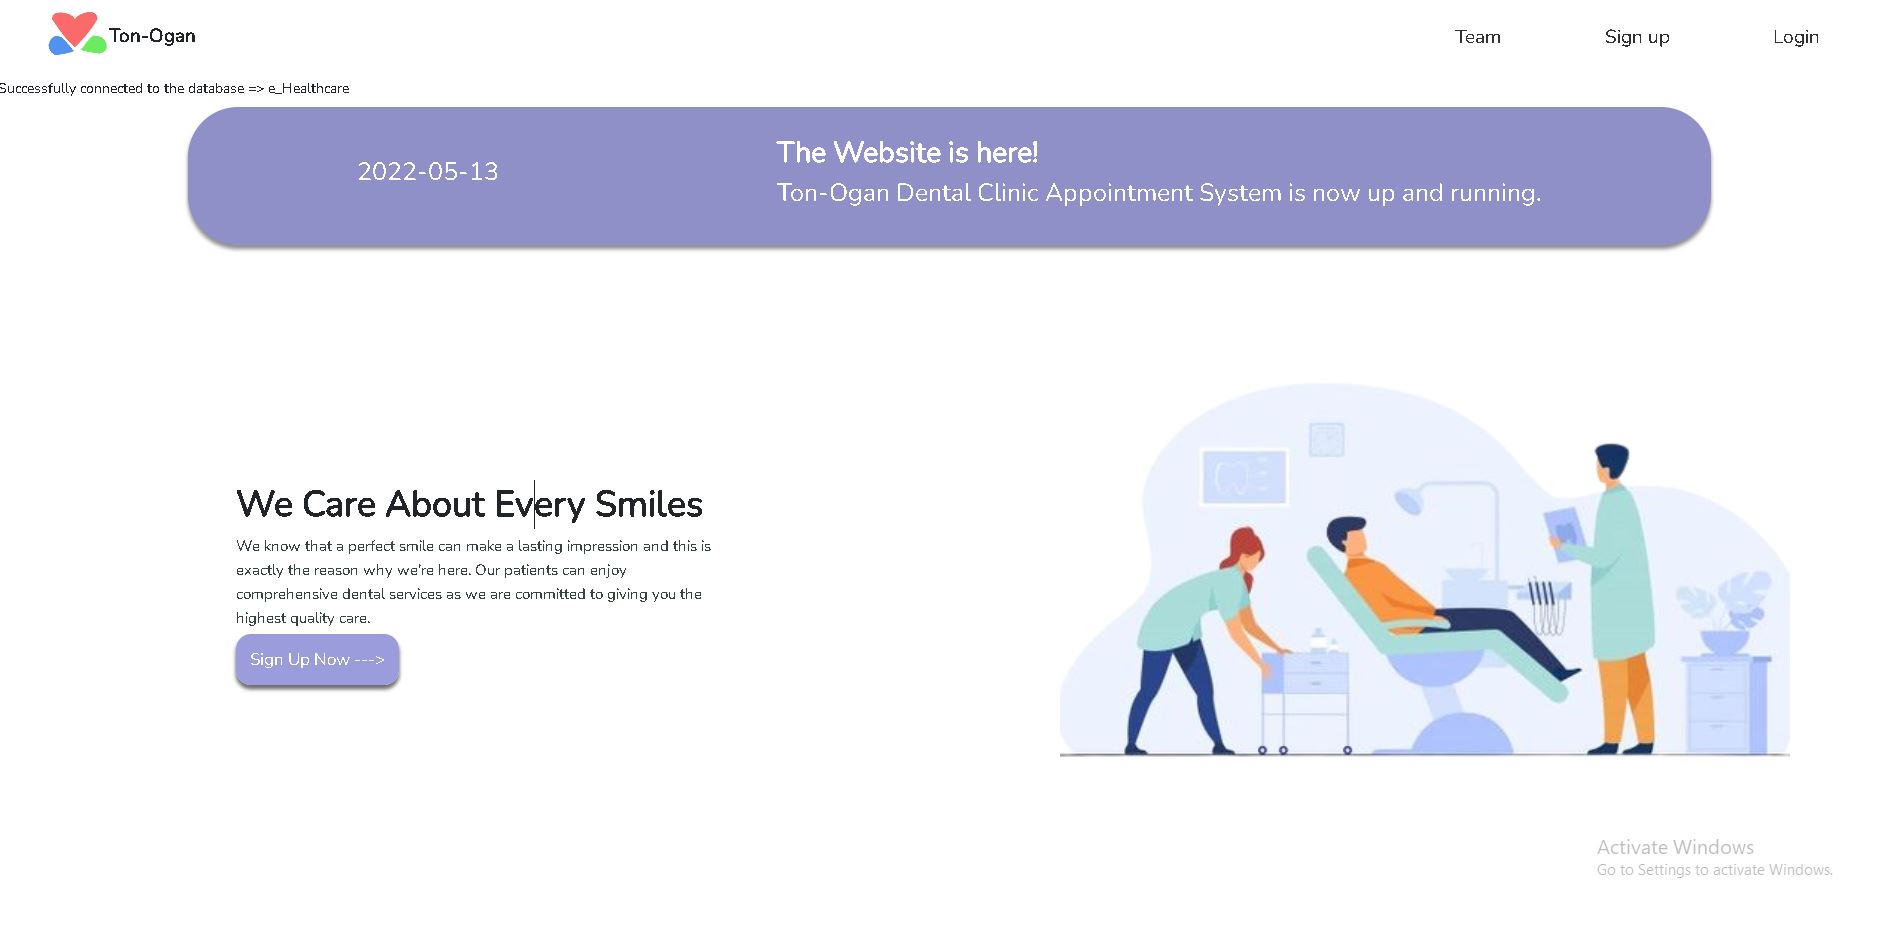 Ton-Ogan
Team
Sign up
Login
Successfully connected to the database => e_Healthcare
2022-05-13
The Website is here!
Ton-Ogan Dental Clinic Appointment System is now up and running.
We Care About Every Smiles
We know that a perfect smile can make a lasting impression and this is
exactly the reason why we're here. Our patients can enjoy
comprehensive dental services as we are committed to giving you the
highest quality care.
Sign Up Now --->
Activate Windows
Go to Settings to activate Windows.